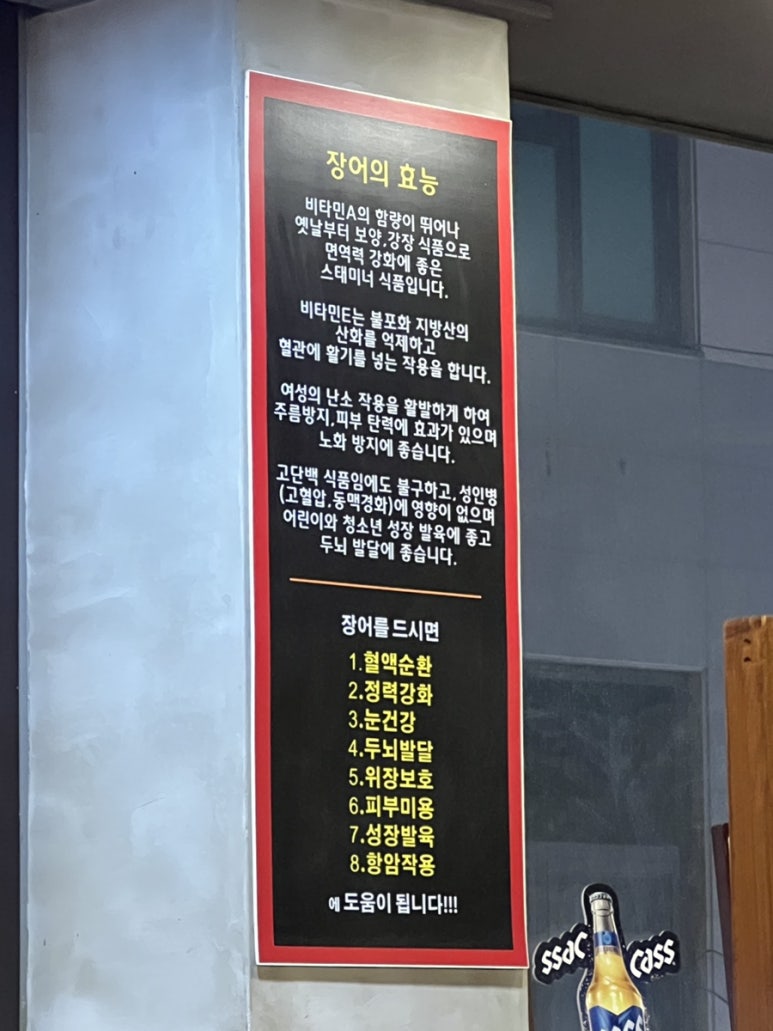 장어의 효능
비타민A의 함량이 뛰어나
옛날부터 보양,강장 식품으로
면역력 강화에 좋은
스태미너 식품입니다.
비타민E는 불포화 지방산의
산화를 억제하고
혈관에 활기를 넣는 작용을 합니다.
여성의 난소 작용을 활발하게 하여
주름방지,피부 탄력에 효과가 있으며
노화 방지에 좋습니다.
고단백 식품임에도 불구하고, 성인병
(고혈압,동맥경화)에 영향이 없으며
어린이와 청소년 성장 발육에 좋고
두뇌 발달에 좋습니다.
장어를 드시면
1.혈액순환
2.정력강화
3.눈건강
4.두뇌발달
5.위장보호
6.피부미용
7.성장발육
8.항암작용
에 도움이 됩니다!!!
ssac
cass